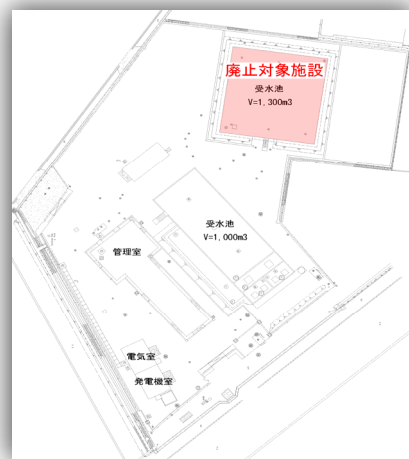 廃止対象施設
受水池
V=1,300m3
受水池
V=1,000m3
管理室
電気室
発電機室